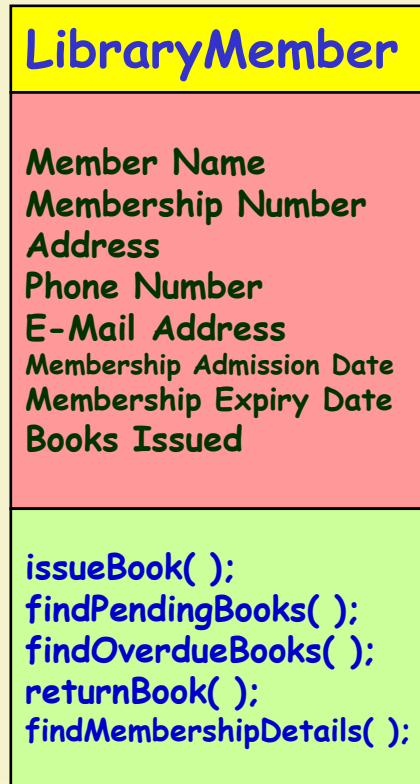 LibraryMember
Member Name
Membership Number
Address
Phone Number
E-Mail Address
Membership Admission Date
Membership Expiry Date
Books Issued
issueBook( );
findPendingBooks( );
findOverdueBooks( );
returnBook( );
findMembershipDetails( );